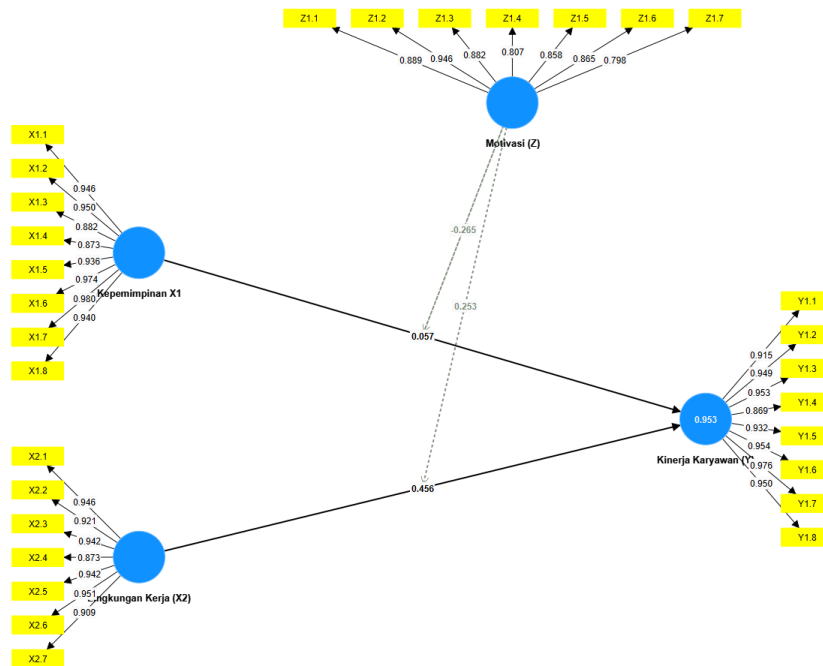 Z1.1
Z1.2
Z1.3
Z1.4
Z1.5
Z1.6
Z1.7
0.889
0.946
0.882
0.807
0.858
0.865
0.798
Motivasi (Z)
X1.1
X1.2
X1.3
X1.4
X1.5
X1.6
X1.7
X1.8
0.946
0.950
0.882
0.873
0.936
0.974
0.980
0.940
Kepemimpinan X1
-0.265
0.253
0.057
0.456
X2.1
X2.2
X2.3
X2.4
X2.5
X2.6
X2.7
0.946
0.921
0.942
0.873
0.942
0.951
0.909
ingkungan Kerja (X2)
0.953
Kinerja Karyawan (Y)
Y1.1
Y1.2
Y1.3
Y1.4
Y1.5
Y1.6
Y1.7
Y1.8
0.915
0.949
0.953
0.869
0.932
0.954
0.976
0.950